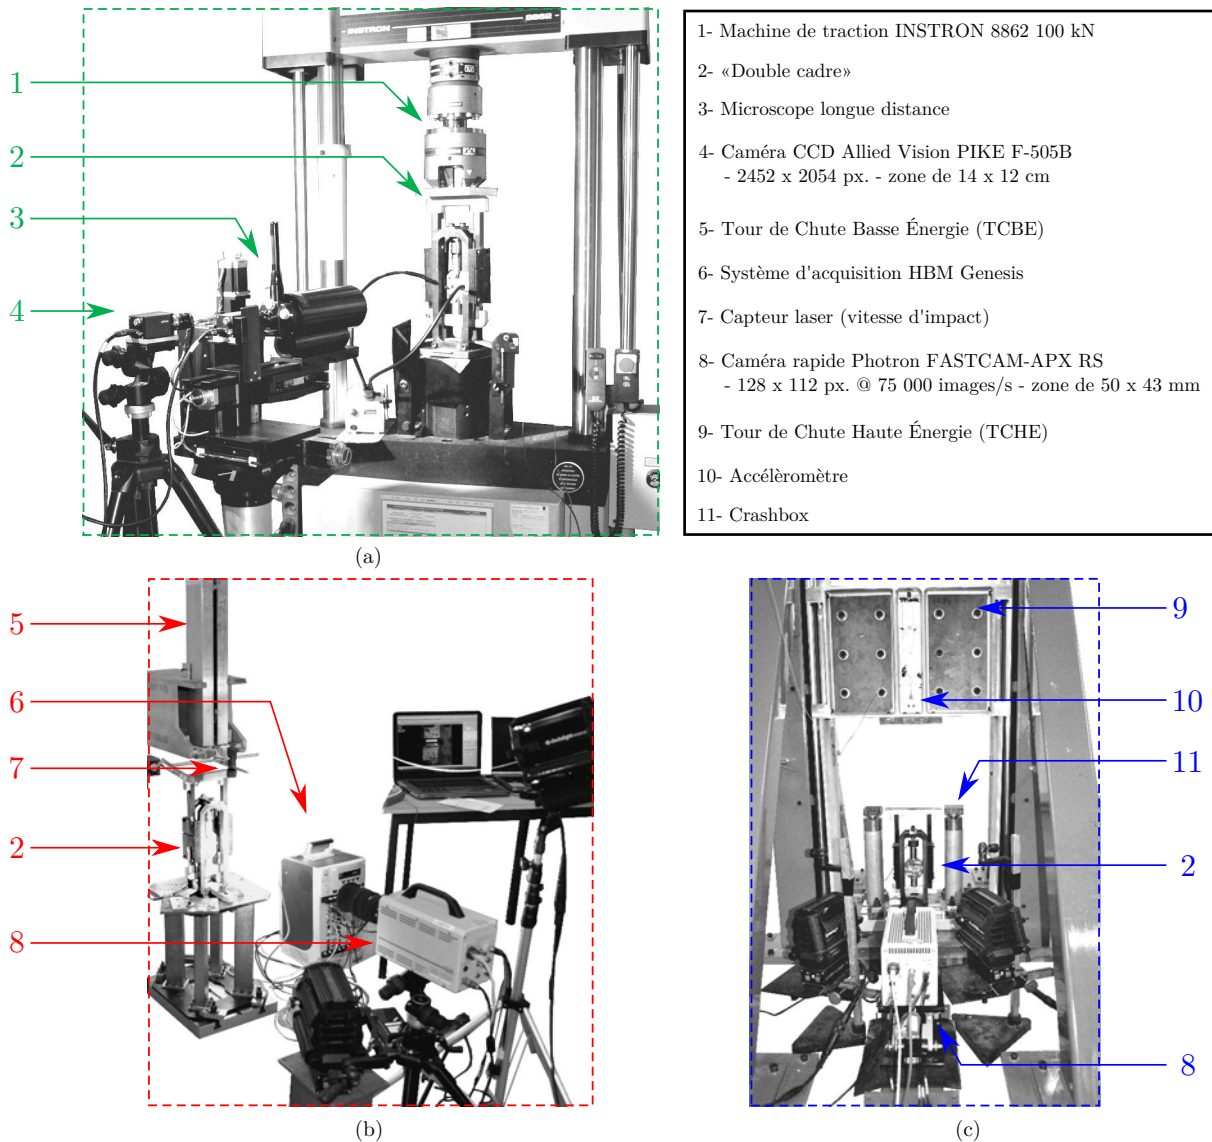 INSTRON
8862
1
2
3
4
1- Machine de traction INSTRON 8862 100 kN
2- «Double cadre»
3- Microscope longue distance
4- Caméra CCD Allied Vision PIKE F-505B
- 2452 x 2054 px. - zone de 14 x 12 cm
5- Tour de Chute Basse Énergie (TCBE)
6- Système d'acquisition HBM Genesis
7- Capteur laser (vitesse d'impact)
8- Caméra rapide Photron FASTCAM-APX RS
- 128 x 112 px. @ 75 000 images/s - zone de 50 x 43 mm
9- Tour de Chute Haute Énergie (TCHE)
10- Accélèromètre
11- Crashbox
(a)
5
6
7
2
8
(b)
9
10
11
2
8
(c)